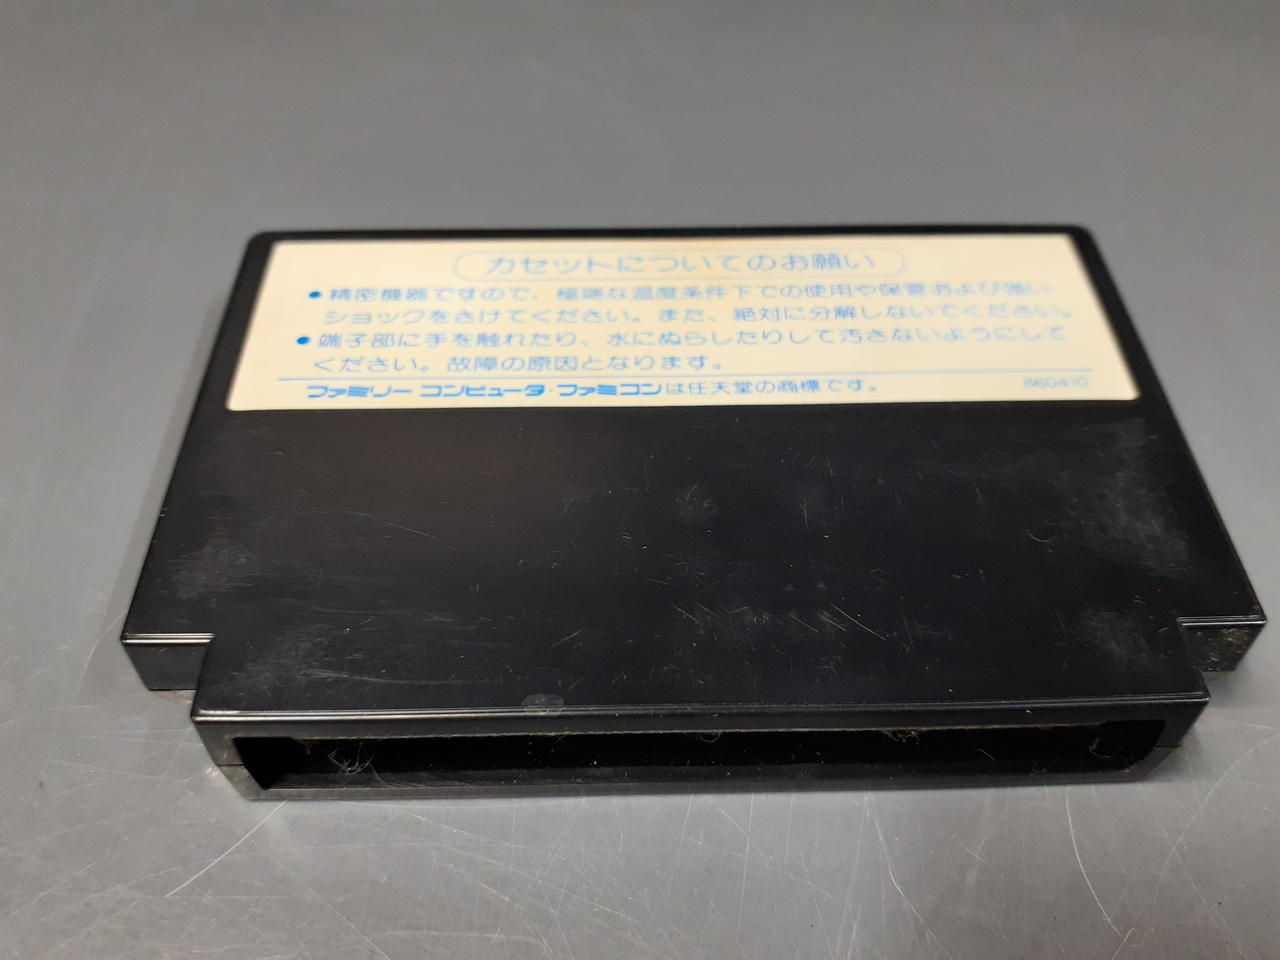 カセットについてのお願い
●精密機器ですので、極端な温度条件下での使用や保管および強い
ショックをさけてください。また、絶対に分解しないでください。
●端子部に手を触れたり、水にぬらしたりして汚さないようにして
ください。故障の原因となります。
ファミリー コンピュータ・ファミコンは任天堂の商標です。 860410